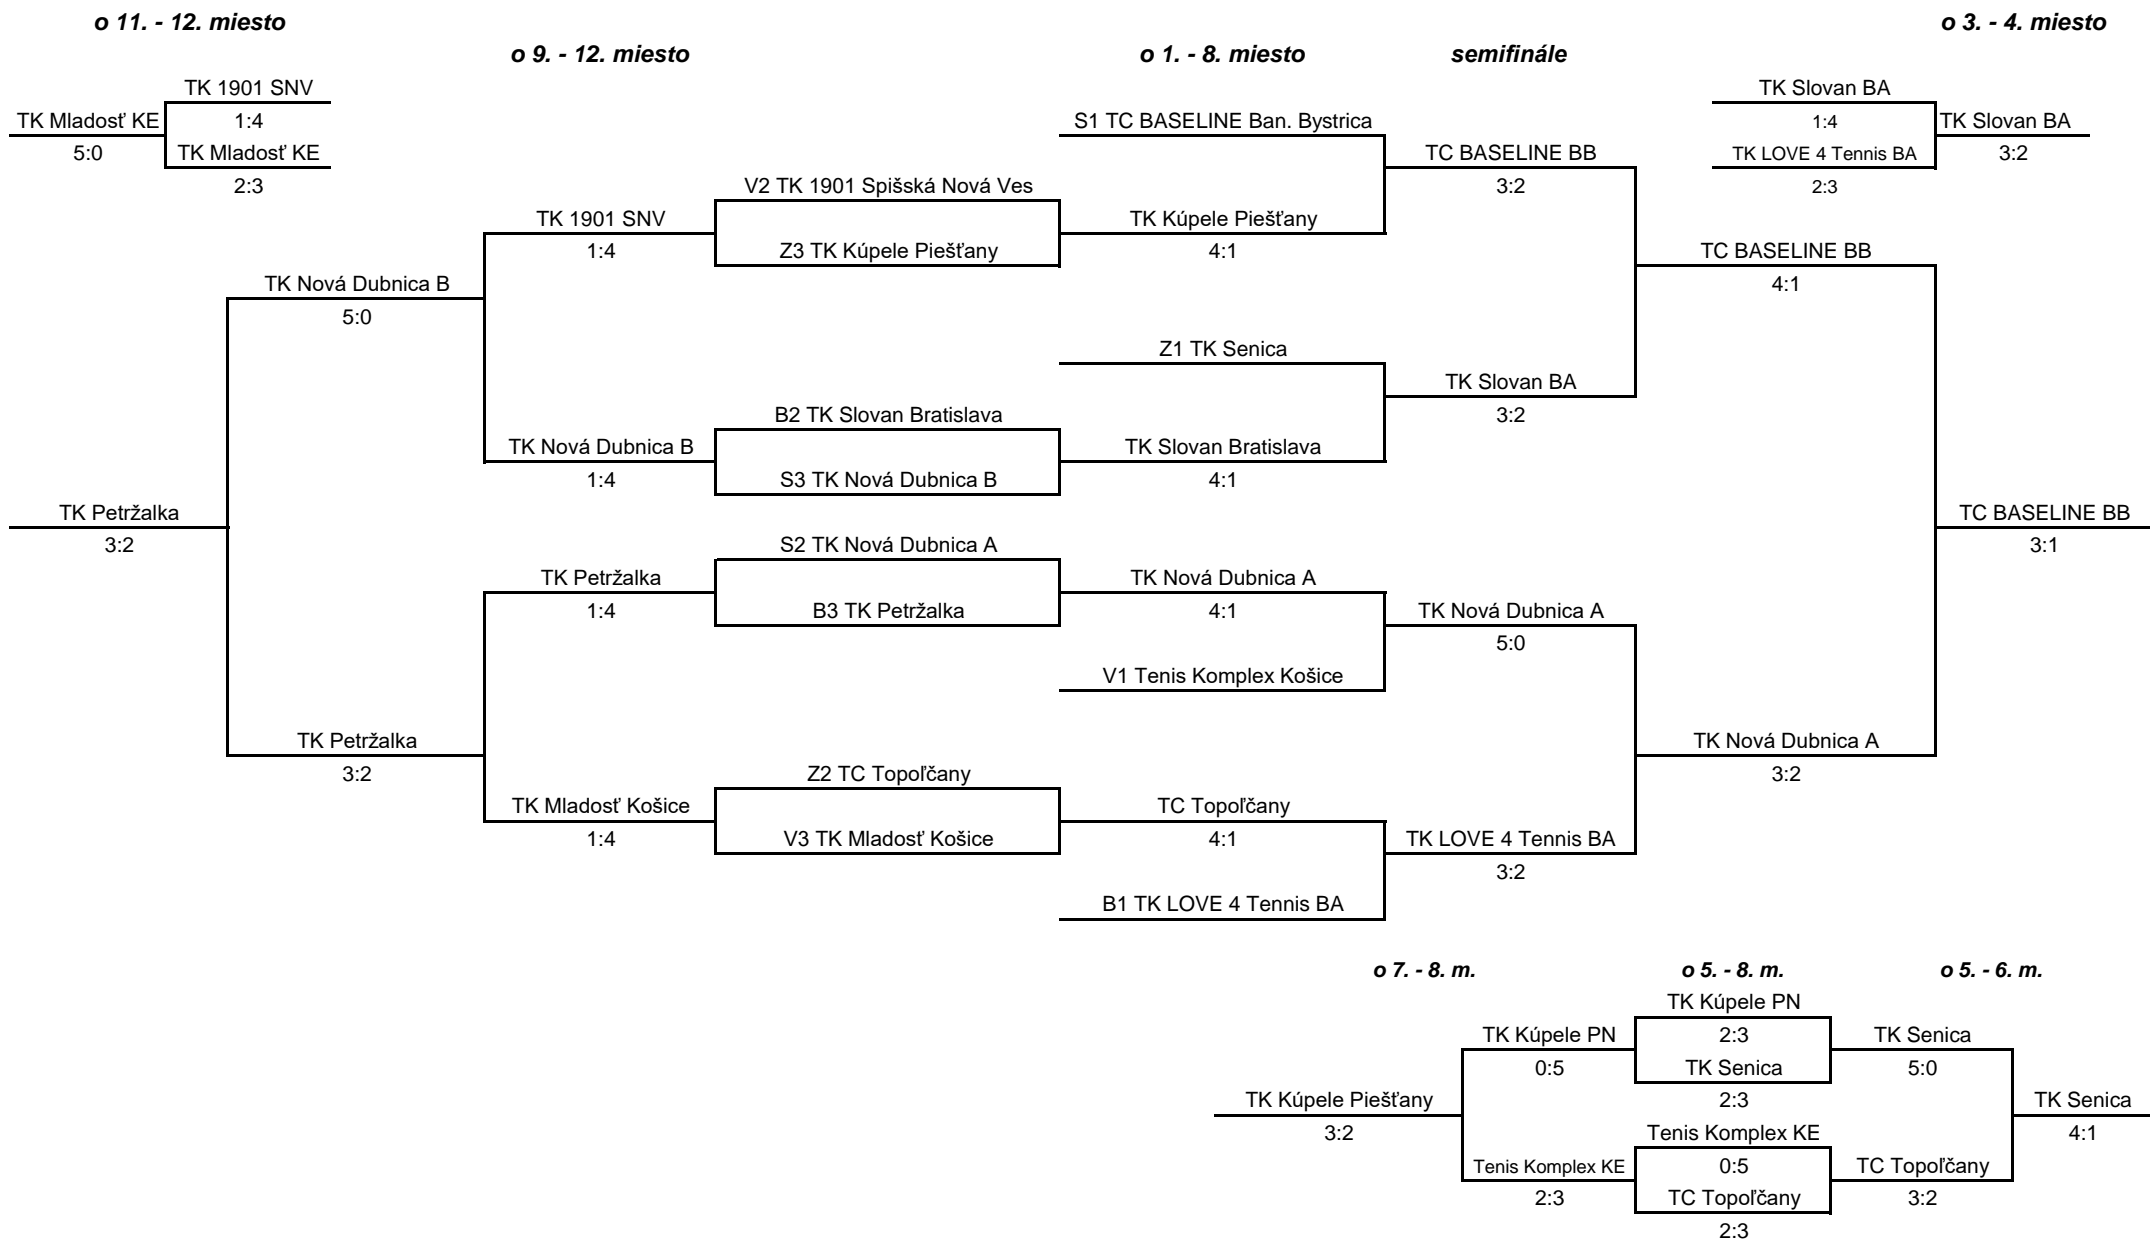 o 11. - 12. miesto
o 3. - 4. miesto
o 9. - 12. miesto
o 1. - 8. miesto
semifinále
TK 1901 SNV
TK Slovan BA
TK Mladosť KE
1:4
S1 TC BASELINE Ban. Bystrica
1:4
TK Slovan BA
5:0
TK Mladosť KE
TC BASELINE BB
TK LOVE 4 Tennis BA
3:2
2:3
V2 TK 1901 Spišská Nová Ves
3:2
2:3
TK 1901 SNV
TK Kúpele Piešťany
1:4
Z3 TK Kúpele Piešťany
4:1
TC BASELINE BB
TK Nová Dubnica B
4:1
5:0
Z1 TK Senica
TK Slovan BA
B2 TK Slovan Bratislava
3:2
TK Nová Dubnica B
TK Slovan Bratislava
1:4
S3 TK Nová Dubnica B
4:1
TK Petržalka
TC BASELINE BB
3:2
S2 TK Nová Dubnica A
3:1
TK Petržalka
TK Nová Dubnica A
1:4
B3 TK Petržalka
4:1
TK Nová Dubnica A
5:0
V1 Tenis Komplex Košice
TK Petržalka
TK Nová Dubnica A
3:2
Z2 TC Topoľčany
3:2
TK Mladosť Košice
TC Topoľčany
1:4
V3 TK Mladosť Košice
4:1
TK LOVE 4 Tennis BA
3:2
B1 TK LOVE 4 Tennis BA
o 7. - 8. m.
o 5. - 8. m.
o 5. - 6. m.
TK Kúpele PN
TK Kúpele PN
2:3
TK Senica
0:5
TK Senica
5:0
TK Kúpele Piešťany
2:3
TK Senica
3:2
Tenis Komplex KE
4:1
Tenis Komplex KE
0:5
TC Topoľčany
2:3
TC Topoľčany
3:2
2:3